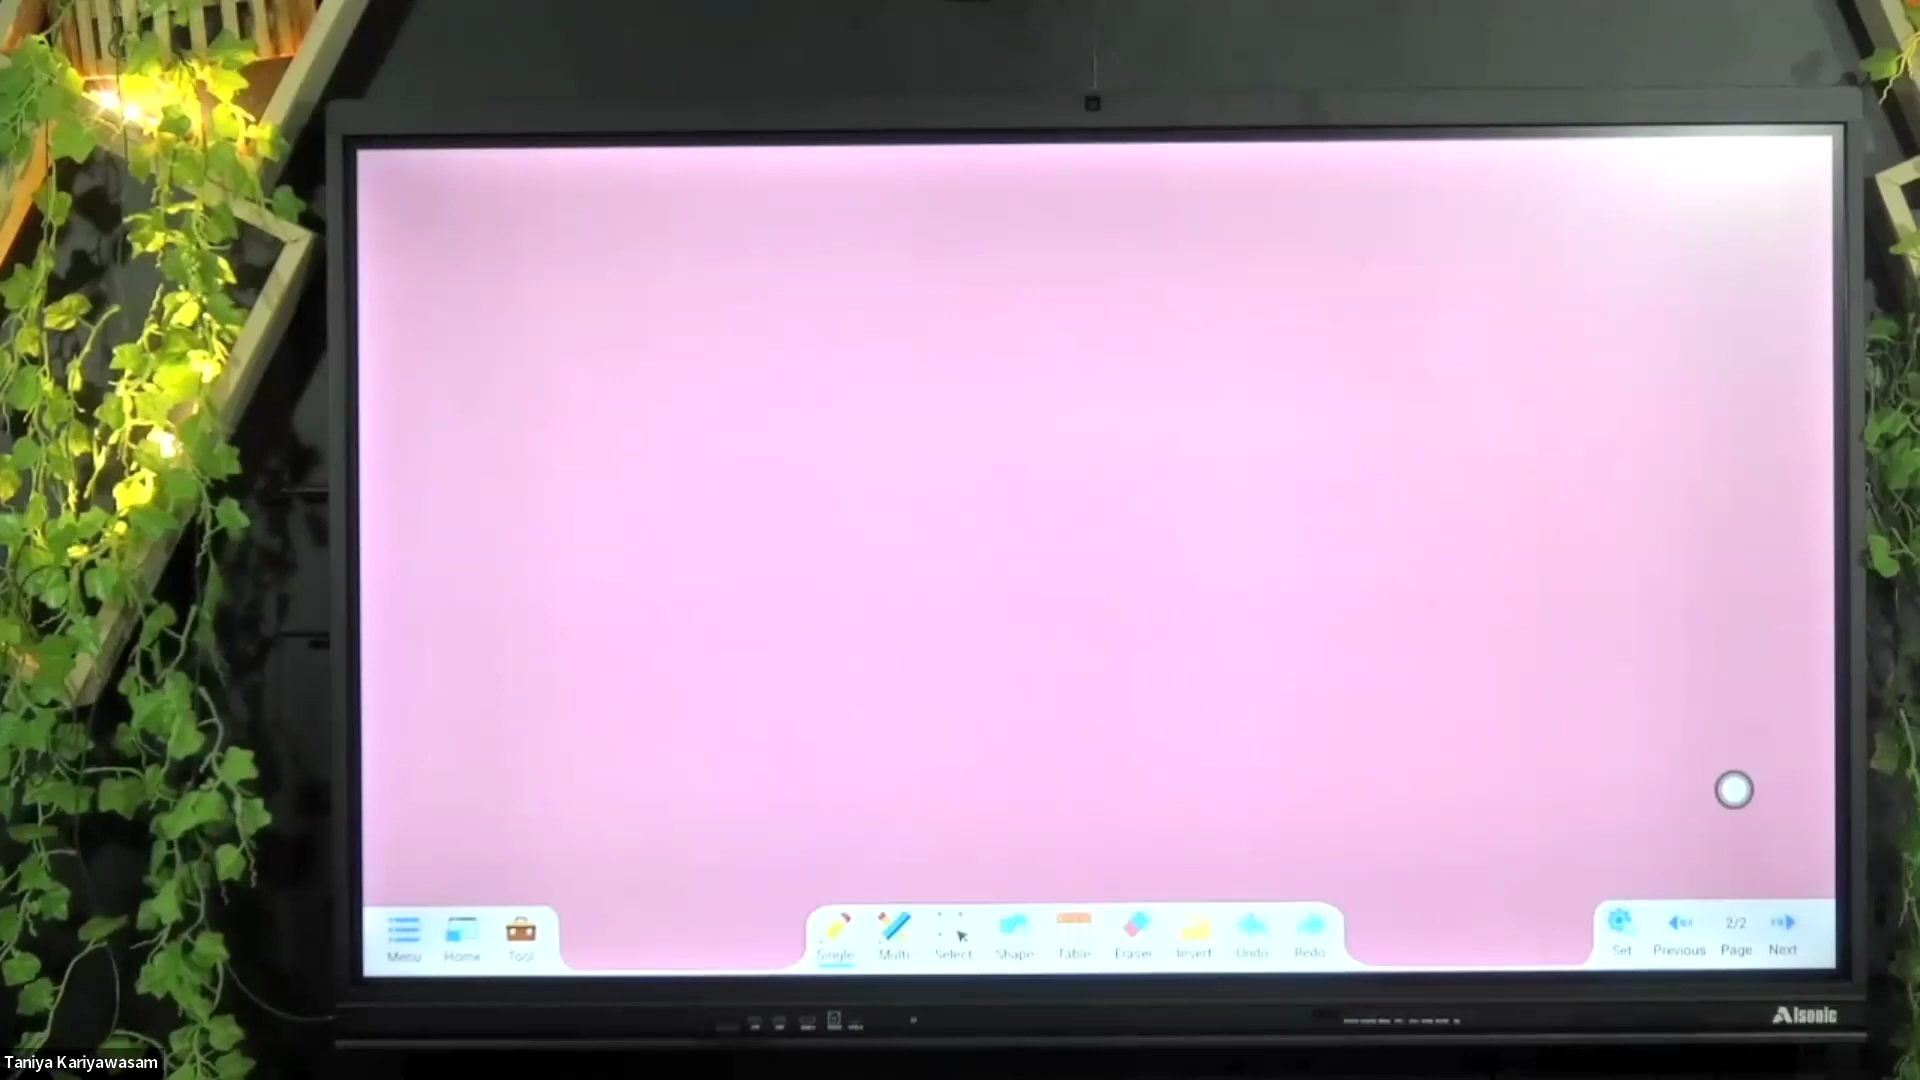 Menu Home Tool Single Multi Select Shape Table Eraser Insert Undo Redo Set Previous 2/2 Page Next
Alsonic
Taniya Kariyawasam